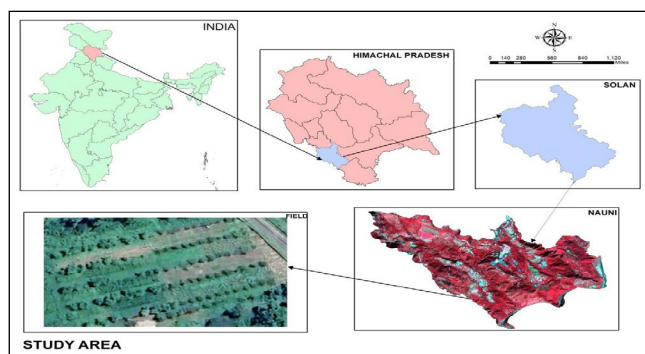 INDIA
HIMACHAL PRADESH
N
W E
S
0 140 280 560 840 1,120
Miles
SOLAN
FIELD
NAUNI
STUDY AREA